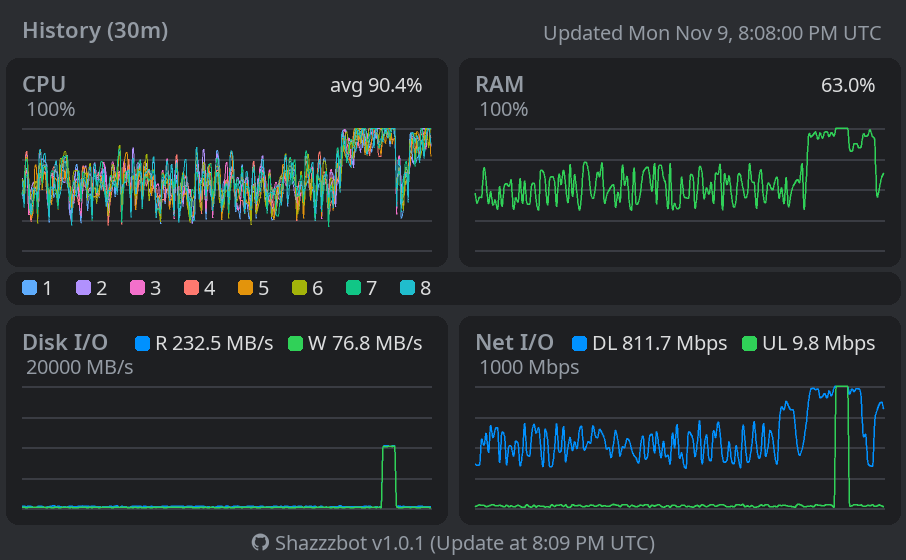 History (30m)
Updated Mon Nov 9, 8:08:00 PM UTC
CPU avg 90.4%
100%
RAM 63.0%
100%
1 2 3 4 5 6 7 8
Disk I/O R 232.5 MB/s W 76.8 MB/s
20000 MB/s
Net I/O DL 811.7 Mbps UL 9.8 Mbps
1000 Mbps
Shazzzbot v1.0.1 (Update at 8:09 PM UTC)